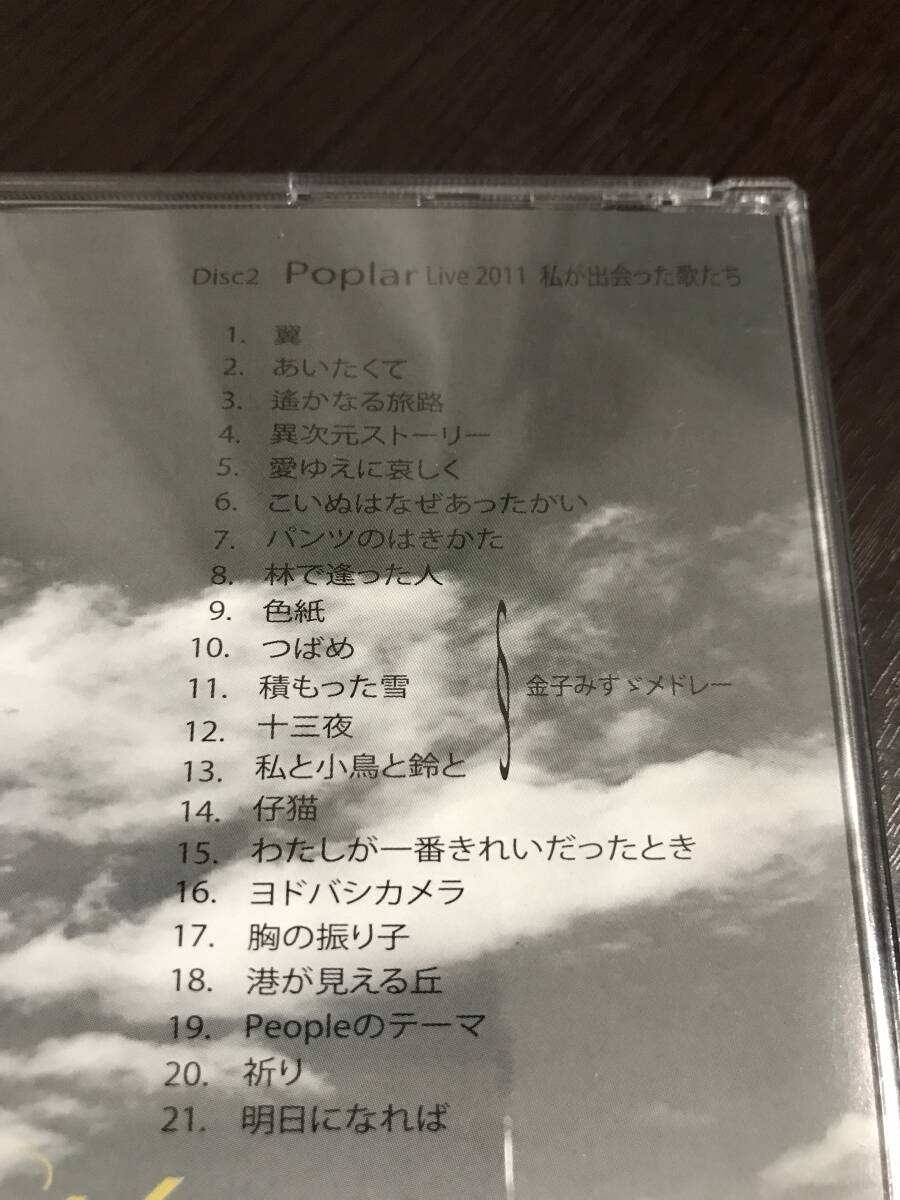 Disc2 Poplar Live 2011 私が出会った歌たち
1. 翼
2. あいたくて
3. 遙かなる旅路
4. 異次元ストーリー
5. 愛ゆえに哀しく
6. こいぬはなぜあったかい
7. パンツのはきかた
8. 林で逢った人
9. 色紙
10. つばめ
11. 積もった雪
金子みすゞメドレー
12. 十三夜
13. 私と小鳥と鈴と
14. 仔猫
15. わたしが一番きれいだったとき
16. ヨドバシカメラ
17. 胸の振り子
18. 港が見える丘
19. Peopleのテーマ
20. 祈り
21. 明日になれば